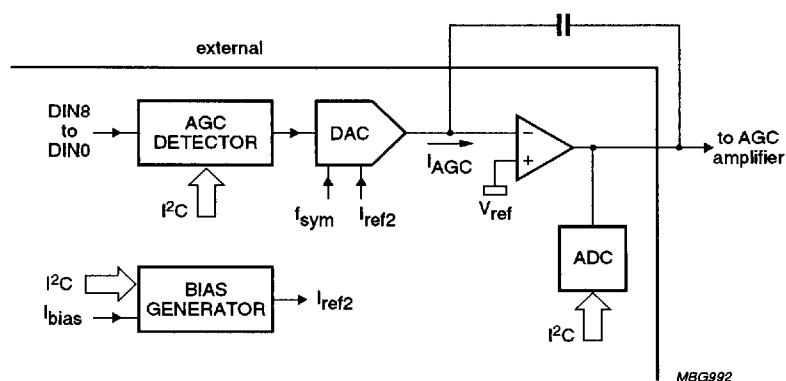 external
DIN8
to
DIN0
AGC
DETECTOR
DAC
I²C
fsym
Iref2
IAGC
−
+
Vref
to AGC
amplifier
ADC
I²C
I²C
Ibias
BIAS
GENERATOR
Iref2
MBG992